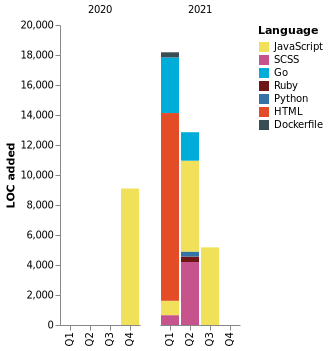 2020
2021
Language
JavaScript
SCSS
Go
Ruby
Python
HTML
Dockerfile
LOC added
20,000
18,000
16,000
14,000
12,000
10,000
8,000
6,000
4,000
2,000
0
Q1
Q2
Q3
Q4
Q1
Q2
Q3
Q4